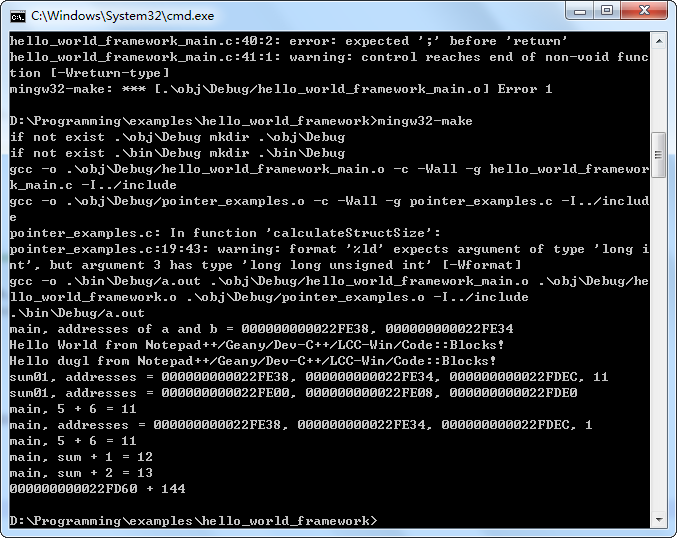 C:\Windows\System32\cmd.exe
hello_world_framework_main.c:40:2: error: expected ';' before 'return'
hello_world_framework_main.c:41:1: warning: control reaches end of non-void func
tion [-Wreturn-type]
mingw32-make: *** [.\obj\Debug/hello_world_framework_main.o] Error 1
D:\Programming\examples\hello_world_framework>mingw32-make
if not exist .\obj\Debug mkdir .\obj\Debug
if not exist .\bin\Debug mkdir .\bin\Debug
gcc -o .\obj\Debug/hello_world_framework_main.o -c -Wall -g hello_world_framewor
k_main.c -I../include
gcc -o .\obj\Debug/pointer_examples.o -c -Wall -g pointer_examples.c -I../includ
e
pointer_examples.c: In function 'calculateStructSize':
pointer_examples.c:19:43: warning: format '%ld' expects argument of type 'long i
nt', but argument 3 has type 'long long unsigned int' [-Wformat]
gcc -o .\bin\Debug/a.out .\obj\Debug/hello_world_framework_main.o .\obj\Debug/he
llo_world_framework.o .\obj\Debug/pointer_examples.o -I../include
.\bin\Debug/a.out
main, addresses of a and b = 000000000022FE38, 000000000022FE34
Hello World from Notepad++/Geany/Dev-C++/LCC-Win/Code::Blocks!
Hello dugl from Notepad++/Geany/Dev-C++/LCC-Win/Code::Blocks!
sum01, addresses = 000000000022FE38, 000000000022FE34, 000000000022FDEC, 11
sum01, addresses = 000000000022FE00, 000000000022FE08, 000000000022FDE0
main, 5 + 6 = 11
main, addresses = 000000000022FE38, 000000000022FE34, 000000000022FDEC, 1
main, 5 + 6 = 11
main, sum + 1 = 12
main, sum + 2 = 13
000000000022FD60 + 144
D:\Programming\examples\hello_world_framework>